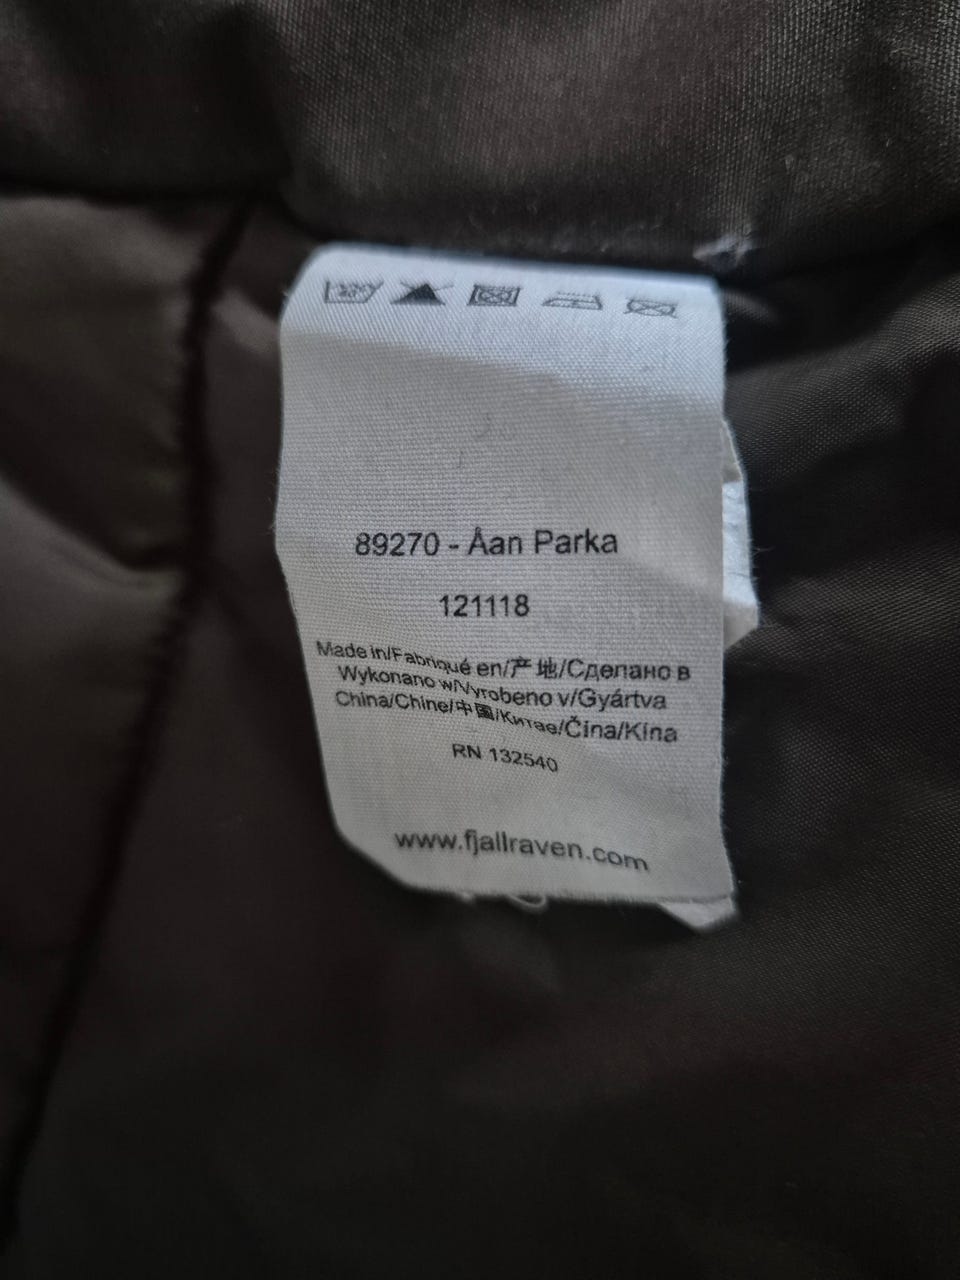 30°
89270 - Åan Parka
121118
Made in/Fabriqué en/产地/Сделано в
Wykonano w/Vyrobeno v/Gyártva
China/Chine/中国/Китае/Čína/Kína
RN 132540
www.fjallraven.com